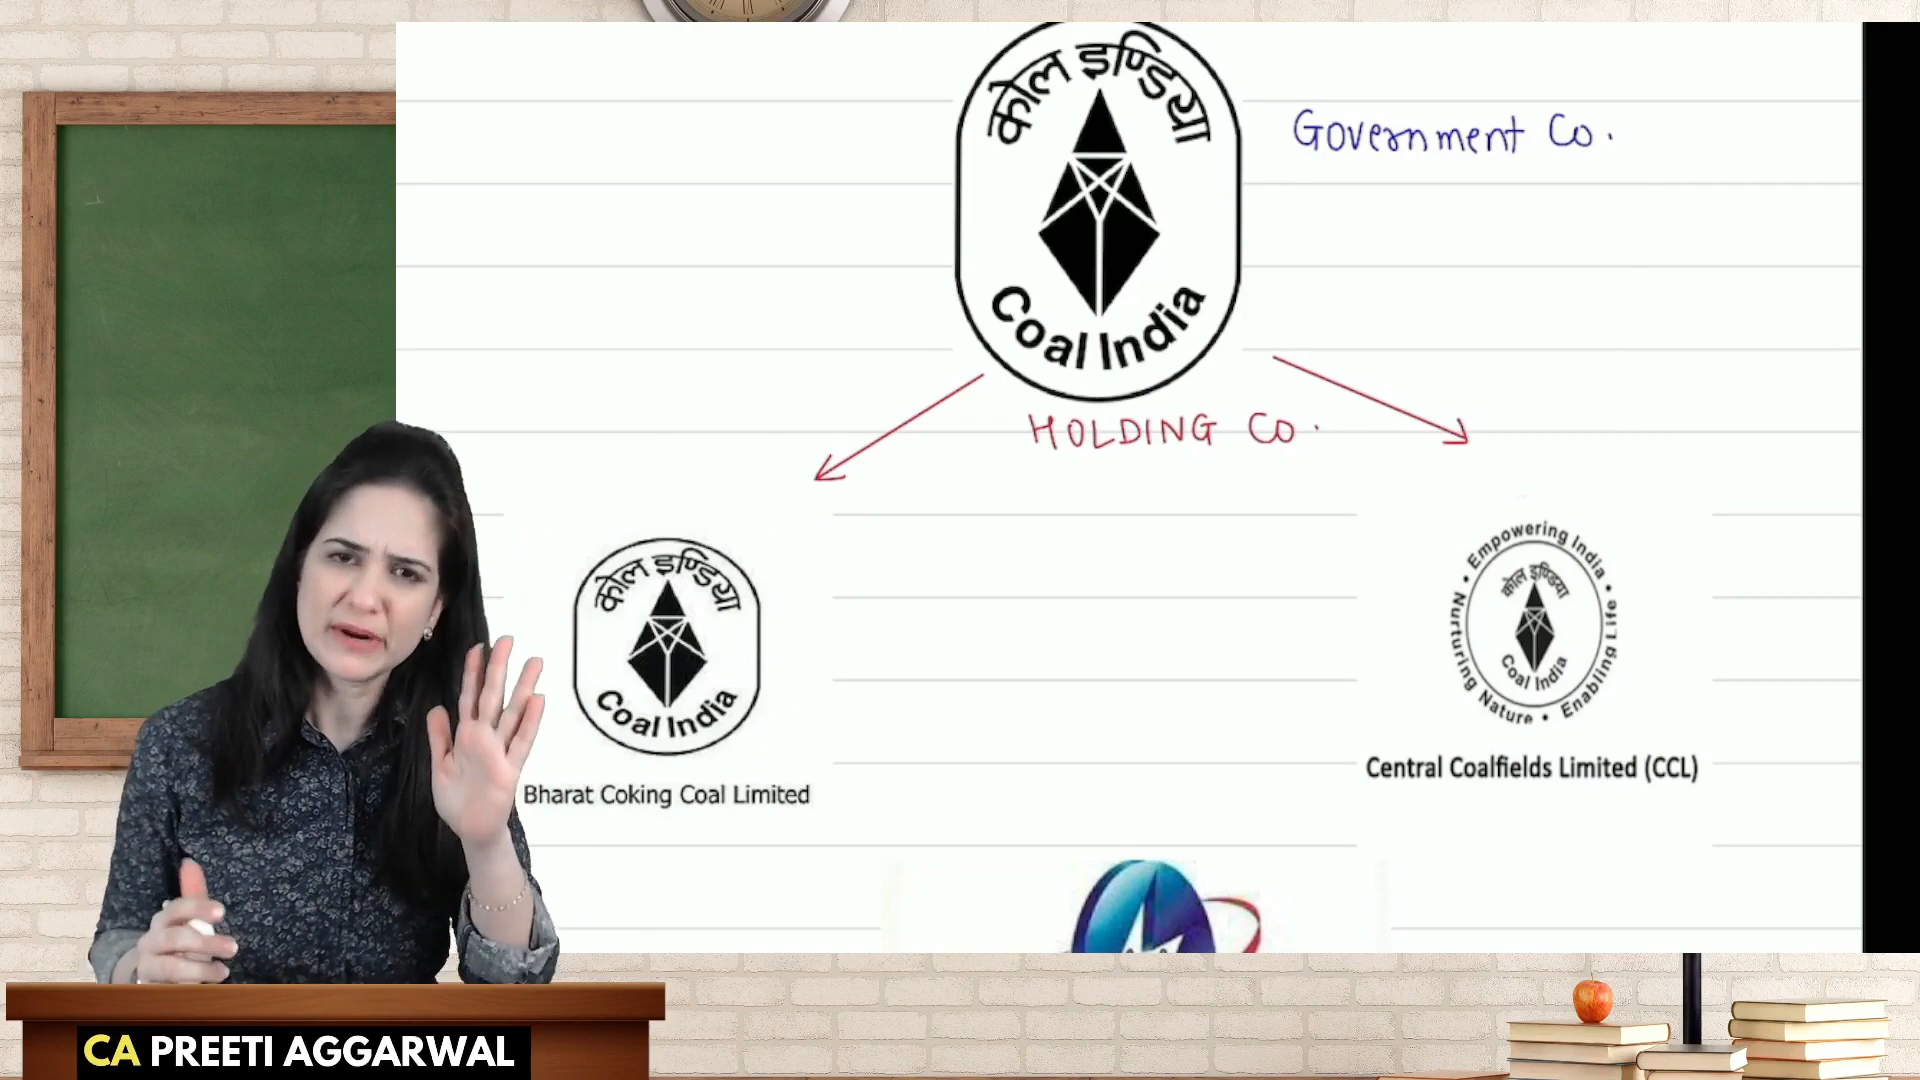 कोल इण्डिया
Coal India
Government Co.
HOLDING Co.
कोल इण्डिया
Coal India
Bharat Coking Coal Limited
• Empowering India • Enabling Life • Nurturing Nature
कोल इण्डिया
Coal India
Central Coalfields Limited (CCL)
CA PREETI AGGARWAL